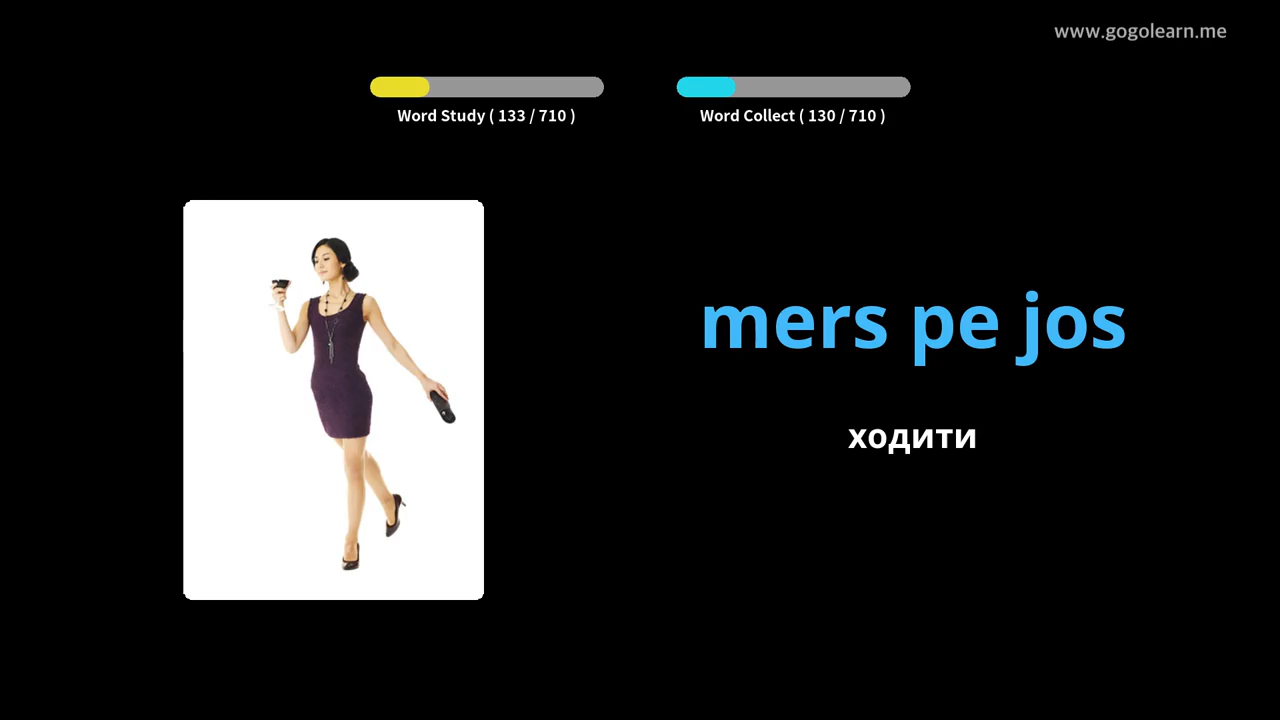 www.gogolearn.me
Word Study ( 133 / 710 )
Word Collect ( 130 / 710 )
mers pe jos
ходити